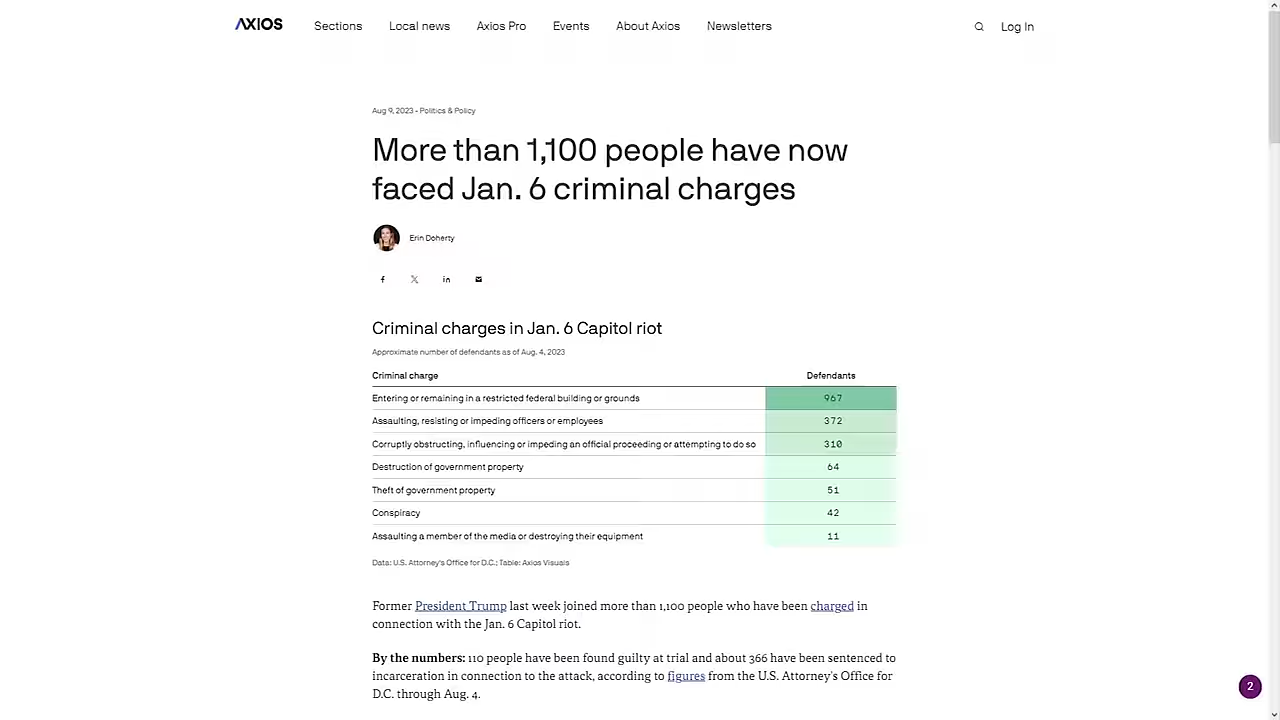 AXIOS Sections Local news Axios Pro Events About Axios Newsletters Log In
Aug 9, 2023 - Politics & Policy
More than 1,100 people have now
faced Jan. 6 criminal charges
Erin Doherty
Criminal charges in Jan. 6 Capitol riot
Approximate number of defendants as of Aug. 4, 2023
Criminal charge Defendants
Entering or remaining in a restricted federal building or grounds 967
Assaulting, resisting or impeding officers or employees 372
Corruptly obstructing, influencing or impeding an official proceeding or attempting to do so 310
Destruction of government property 64
Theft of government property 51
Conspiracy 42
Assaulting a member of the media or destroying their equipment 11
Data: U.S. Attorney's Office for D.C.; Table: Axios Visuals
Former President Trump last week joined more than 1,100 people who have been charged in
connection with the Jan. 6 Capitol riot.
By the numbers: 110 people have been found guilty at trial and about 366 have been sentenced to
incarceration in connection to the attack, according to figures from the U.S. Attorney's Office for
D.C. through Aug. 4.
2